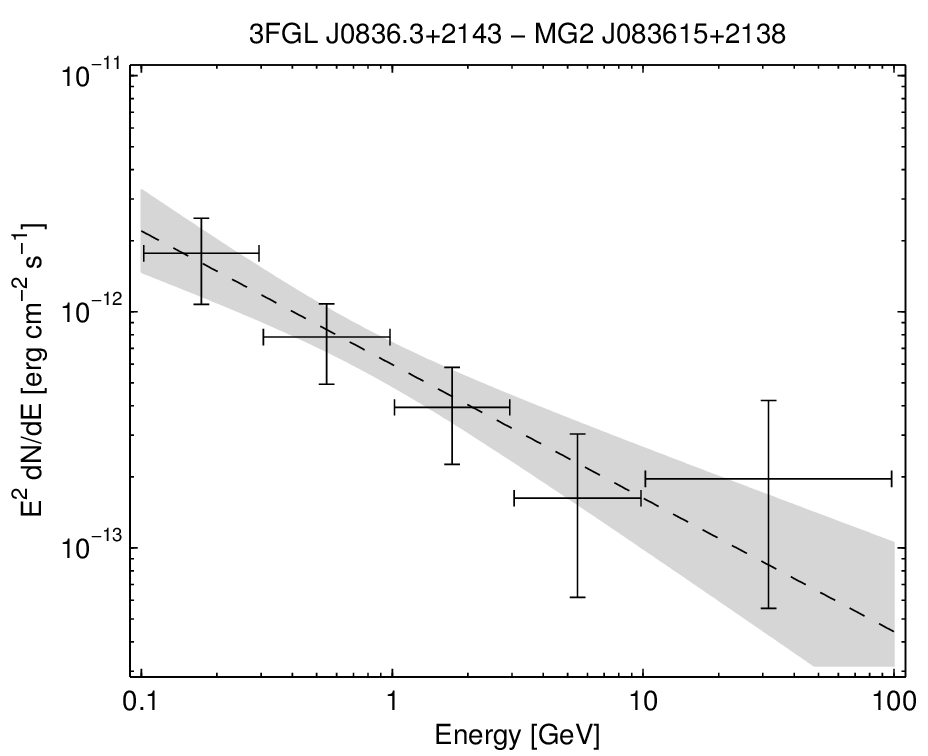 3FGL J0836.3+2143 − MG2 J083615+2138
E² dN/dE [erg cm⁻² s⁻¹]
10⁻¹¹
10⁻¹²
10⁻¹³
0.1 1 10 100
Energy [GeV]